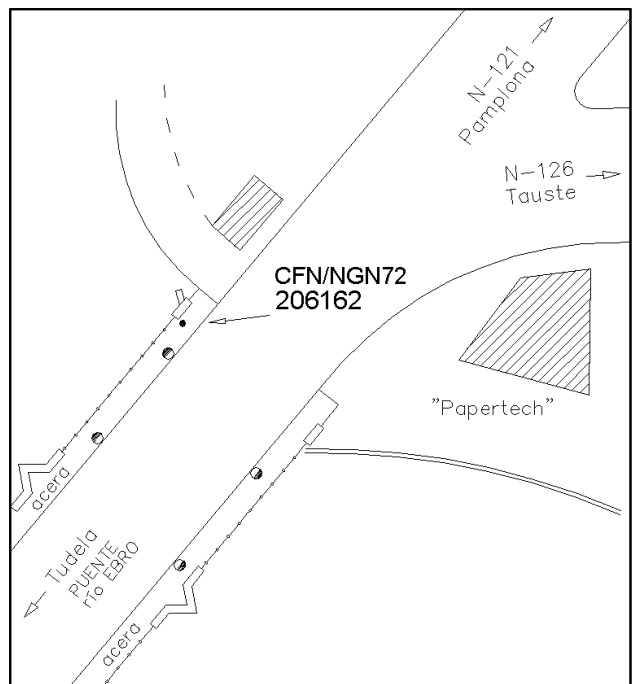 N-121
Pamplona
N-126
Tauste
CFN/NGN72
206162
"Papertech"
acera
Tudela
PUENTE
río EBRO
acera